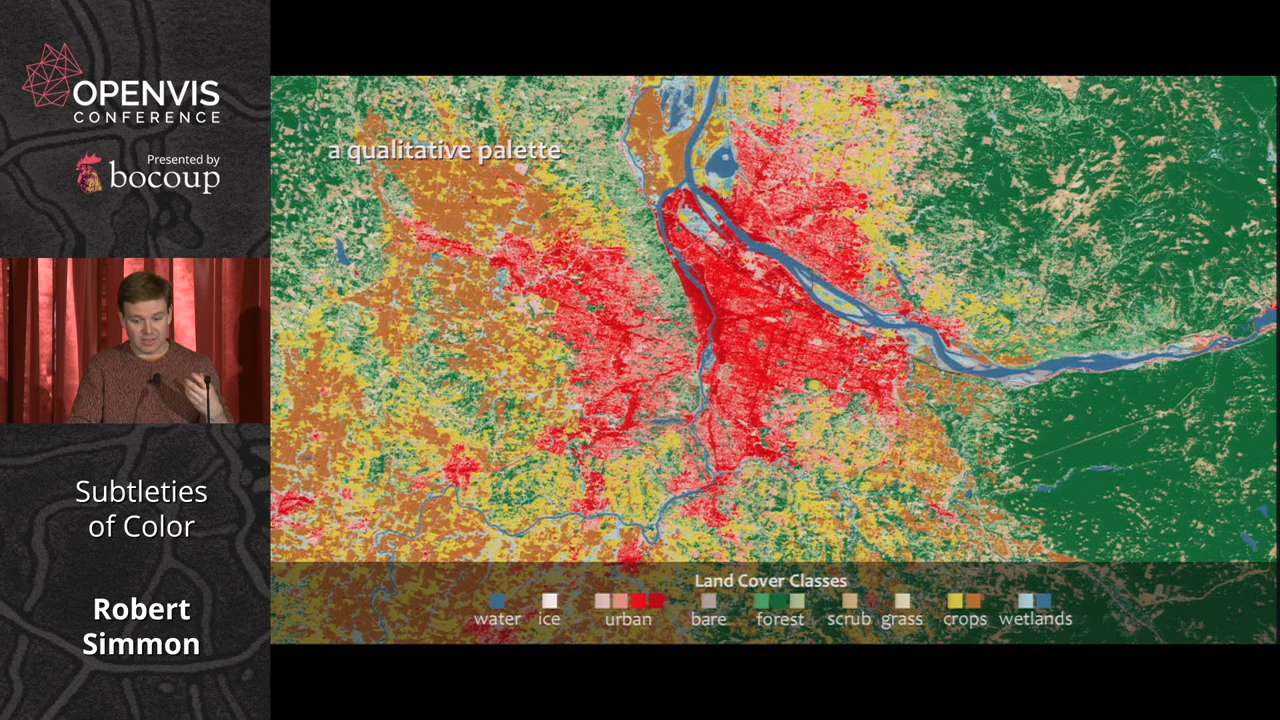 OPENVIS
CONFERENCE
Presented by
bocoup
Subtleties
of Color
Robert
Simmon
a qualitative palette
Land Cover Classes
water ice urban bare forest scrub grass crops wetlands